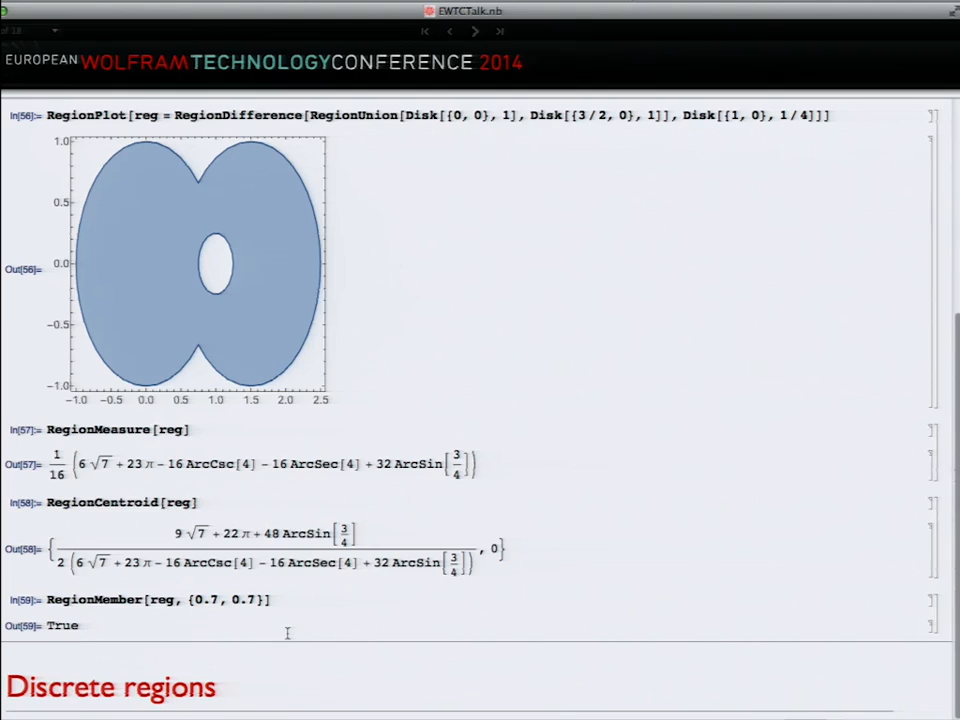 EWTCTalk.nb
EUROPEAN WOLFRAMTECHNOLOGYCONFERENCE 2014
In[56]:= RegionPlot[reg = RegionDifference[RegionUnion[Disk[{0, 0}, 1], Disk[{3/2, 0}, 1]], Disk[{1, 0}, 1/4]]]
1.0
0.5
Out[56]= 0.0
-0.5
-1.0
-1.0 -0.5 0.0 0.5 1.0 1.5 2.0 2.5
In[57]:= RegionMeasure[reg]
Out[57]= 1/16 (6 √7 + 23 π - 16 ArcCsc[4] - 16 ArcSec[4] + 32 ArcSin[3/4])
In[58]:= RegionCentroid[reg]
Out[58]= {(9 √7 + 22 π + 48 ArcSin[3/4]) / (2 (6 √7 + 23 π - 16 ArcCsc[4] - 16 ArcSec[4] + 32 ArcSin[3/4])), 0}
In[59]:= RegionMember[reg, {0.7, 0.7}]
Out[59]= True
Discrete regions